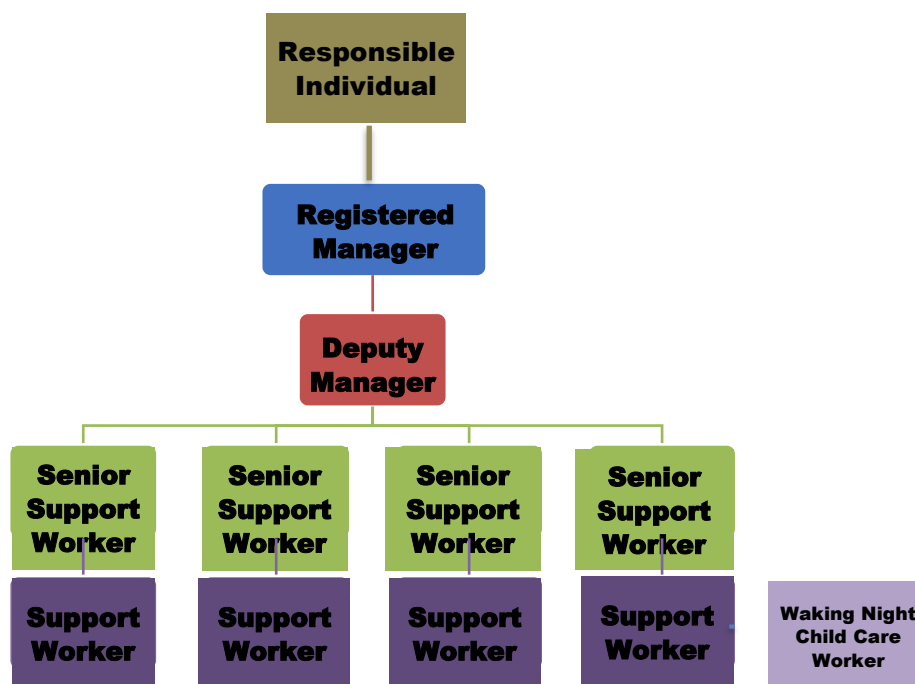 Responsible
Individual
Registered
Manager
Deputy
Manager
Senior
Support
Worker
Senior
Support
Worker
Senior
Support
Worker
Senior
Support
Worker
Support
Worker
Support
Worker
Support
Worker
Support
Worker
Waking Night
Child Care
Worker